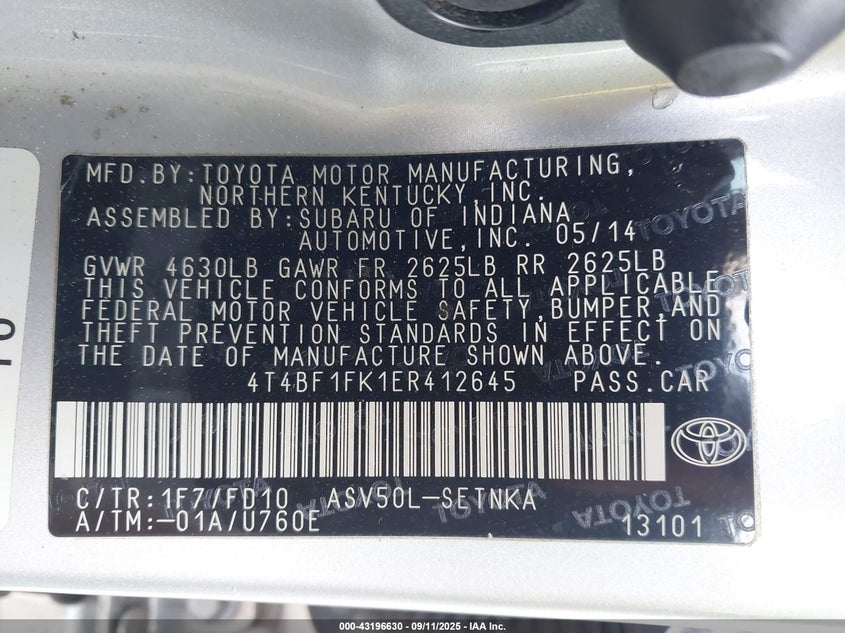 MFD.BY:TOYOTA MOTOR MANUFACTURING,
NORTHERN KENTUCKY,INC.
ASSEMBLED BY:SUBARU OF INDIANA
AUTOMOTIVE,INC. 05/14
GVWR 4630LB GAWR FR 2625LB RR 2625LB
THIS VEHICLE CONFORMS TO ALL APPLICABLE
FEDERAL MOTOR VEHICLE SAFETY,BUMPER,AND
THEFT PREVENTION STANDARDS IN EFFECT ON
THE DATE OF MANUFACTURE SHOWN ABOVE.
4T4BF1FK1ER412645 PASS.CAR
C/TR:1F7/FD10 ASV50L-SETNKA
A/TM:-01A/U760E 13101
000-43196630 - 09/11/2025 - IAA Inc.